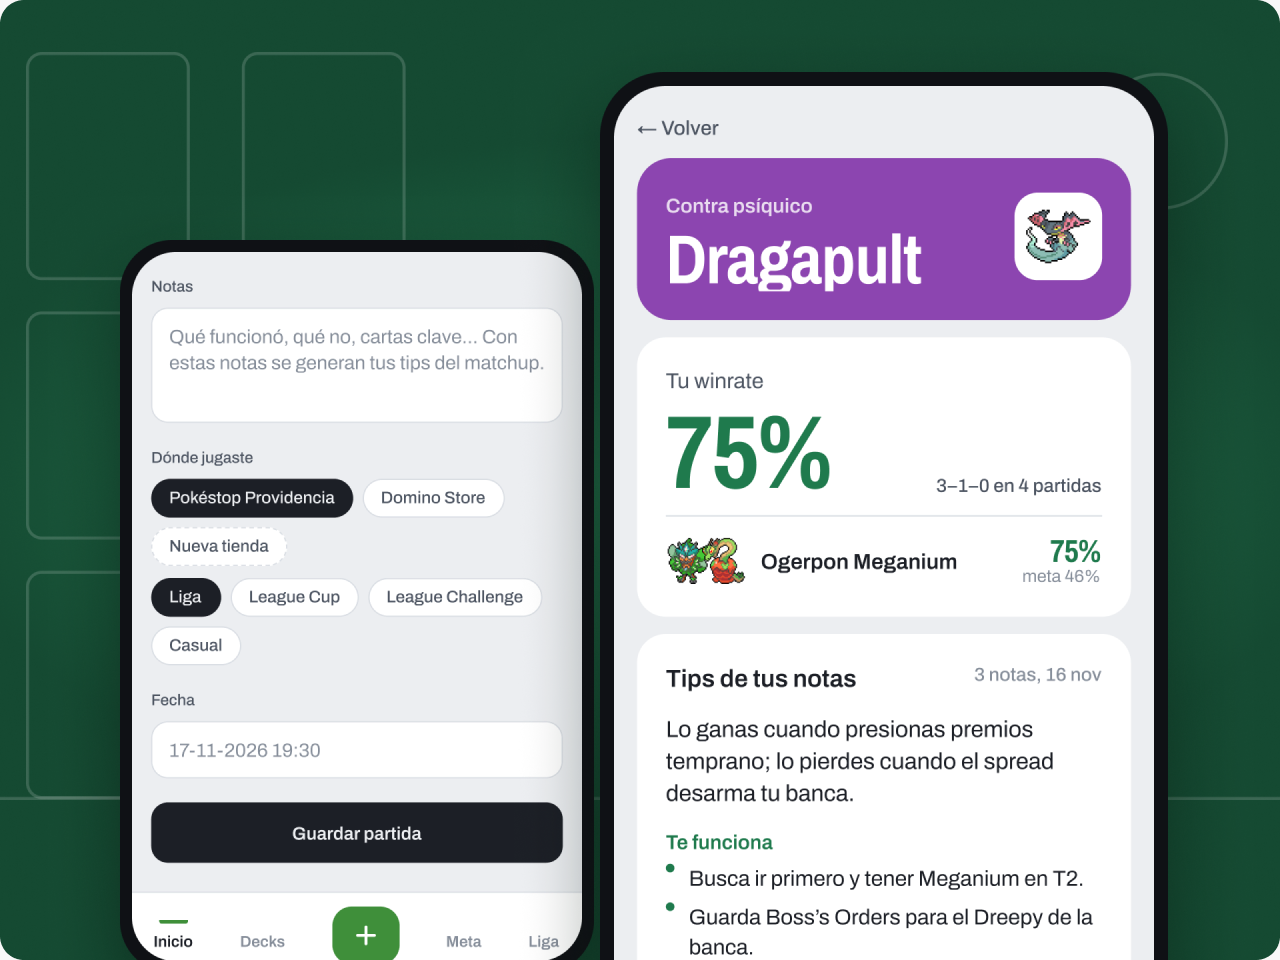 Notas
Qué funcionó, qué no, cartas clave... Con
estas notas se generan tus tips del matchup.
Dónde jugaste
Pokéstop Providencia
Domino Store
Nueva tienda
Liga
League Cup
League Challenge
Casual
Fecha
17-11-2026 19:30
Guardar partida
Inicio
Decks
+
Meta
Liga
← Volver
Contra psíquico
Dragapult
Tu winrate
75%
3–1–0 en 4 partidas
Ogerpon Meganium
75%
meta 46%
Tips de tus notas
3 notas, 16 nov
Lo ganas cuando presionas premios
temprano; lo pierdes cuando el spread
desarma tu banca.
Te funciona
• Busca ir primero y tener Meganium en T2.
• Guarda Boss’s Orders para el Dreepy de la
banca.